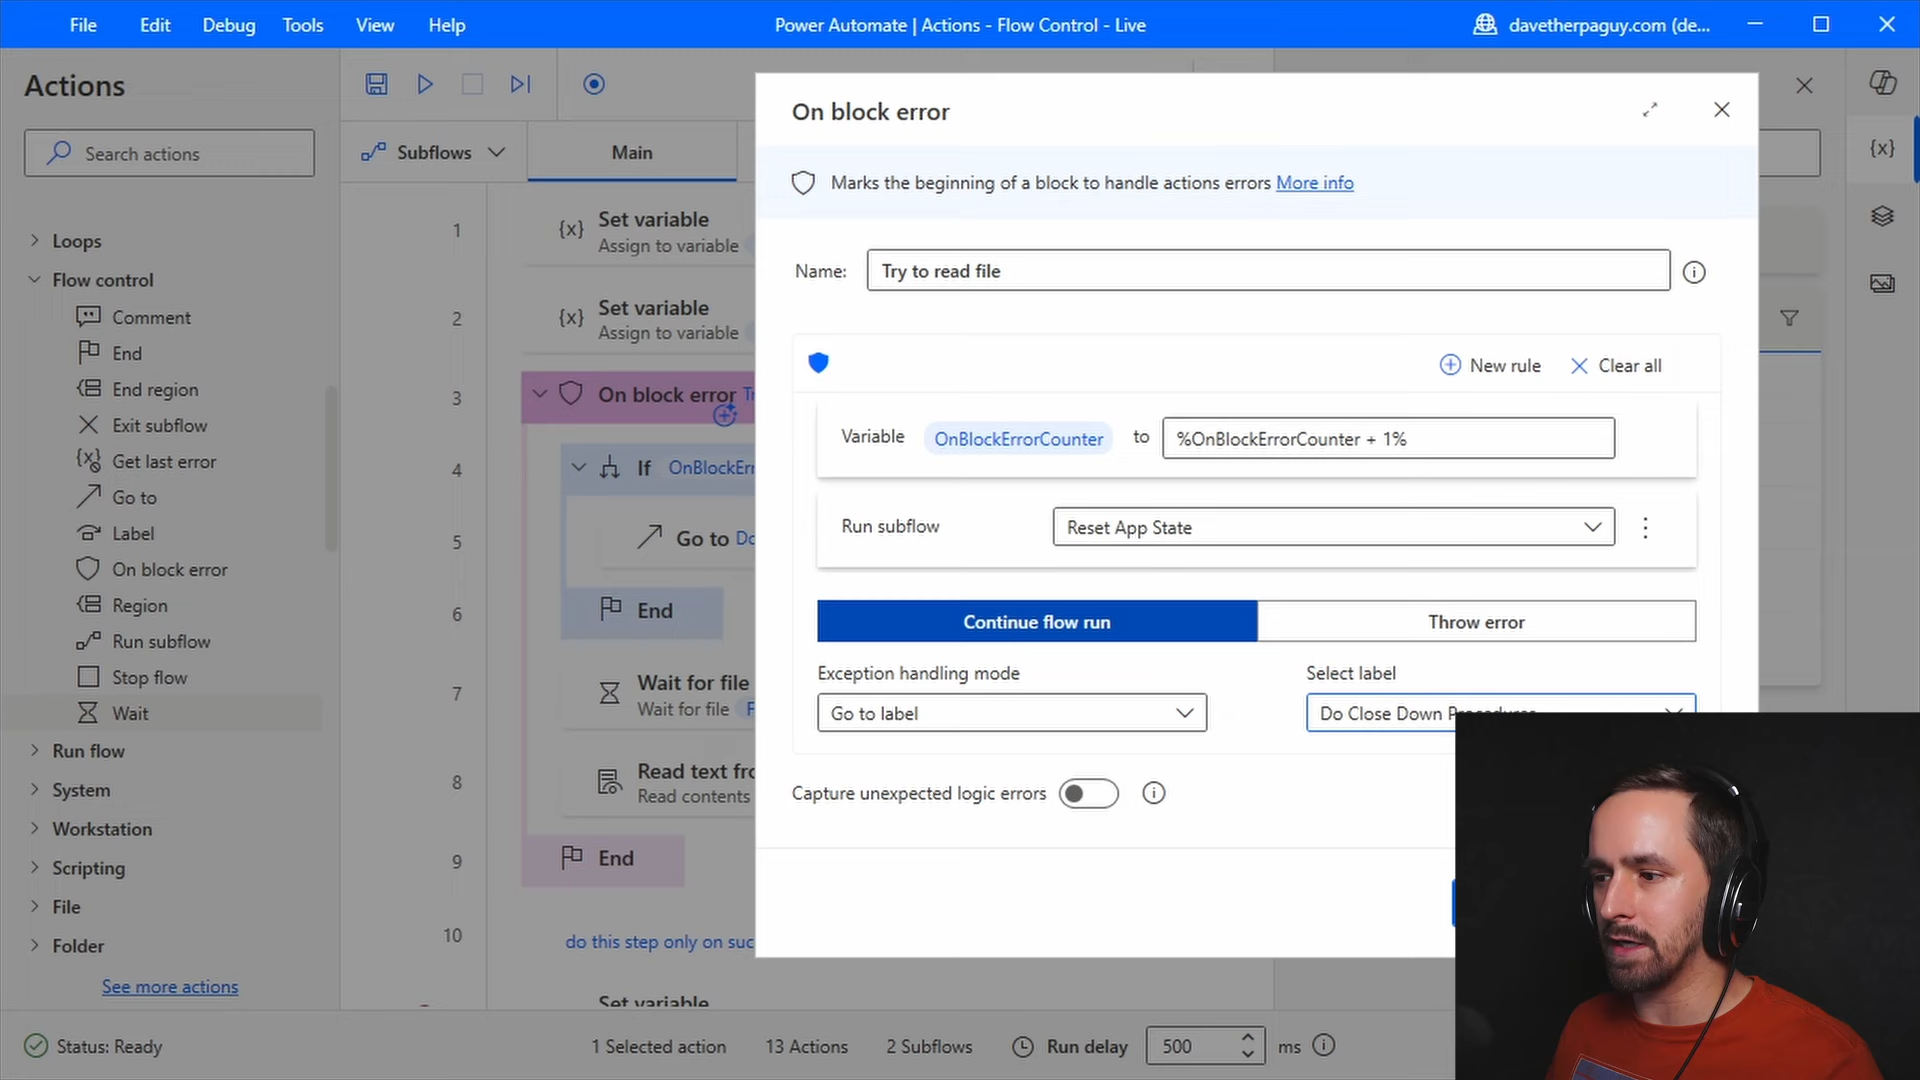 File Edit Debug Tools View Help
Power Automate | Actions - Flow Control - Live
davetherpaguy.com (de...
Actions
Search actions
Loops
Flow control
Comment
End
End region
Exit subflow
Get last error
Go to
Label
On block error
Region
Run subflow
Stop flow
Wait
Run flow
System
Workstation
Scripting
File
Folder
See more actions
Subflows
Main
1
{x} Set variable
Assign to variable
2
{x} Set variable
Assign to variable
3
On block error
4
If OnBlockErr
5
Go to Do
6
End
7
Wait for file
Wait for file
8
Read text fro
Read contents
9
End
10
do this step only on suc
Set variable
On block error
Marks the beginning of a block to handle actions errors More info
Name: Try to read file
New rule Clear all
Variable OnBlockErrorCounter to %OnBlockErrorCounter + 1%
Run subflow Reset App State
Continue flow run Throw error
Exception handling mode Select label
Go to label Do Close Down Procedures
Capture unexpected logic errors
{x}
Status: Ready
1 Selected action 13 Actions 2 Subflows Run delay 500 ms